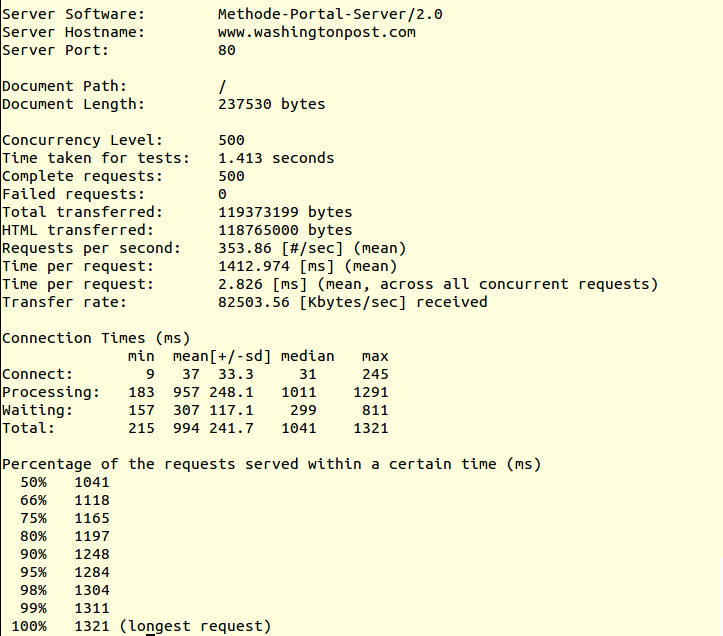 Server Software:        Methode-Portal-Server/2.0
Server Hostname:        www.washingtonpost.com
Server Port:            80
Document Path:          /
Document Length:        237530 bytes
Concurrency Level:      500
Time taken for tests:   1.413 seconds
Complete requests:      500
Failed requests:        0
Total transferred:      119373199 bytes
HTML transferred:       118765000 bytes
Requests per second:    353.86 [#/sec] (mean)
Time per request:       1412.974 [ms] (mean)
Time per request:       2.826 [ms] (mean, across all concurrent requests)
Transfer rate:          82503.56 [Kbytes/sec] received
Connection Times (ms)
              min  mean[+/-sd] median   max
Connect:        9   37  33.3     31     245
Processing:   183  957 248.1   1011    1291
Waiting:      157  307 117.1    299     811
Total:        215  994 241.7   1041    1321
Percentage of the requests served within a certain time (ms)
  50%   1041
  66%   1118
  75%   1165
  80%   1197
  90%   1248
  95%   1284
  98%   1304
  99%   1311
 100%   1321 (longest request)